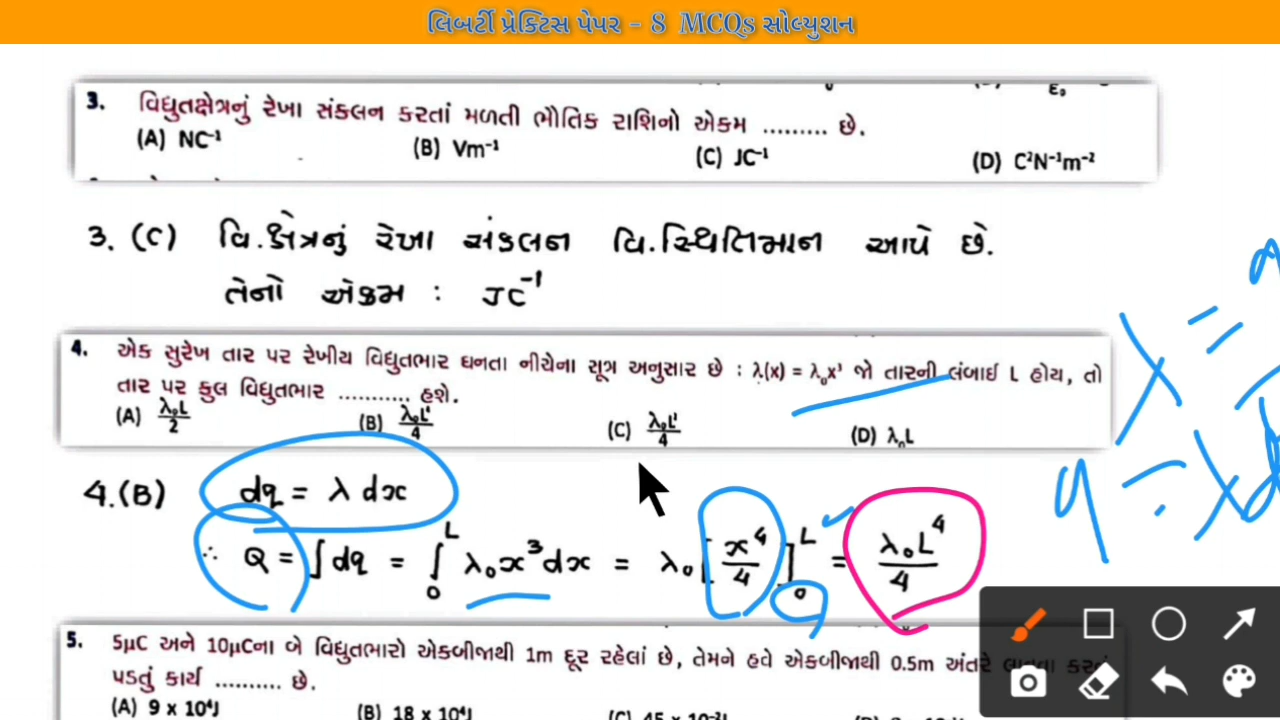 લિબર્ટી પ્રેક્ટિસ પેપર - 8 MCQs સોલ્યુશન
3. વિદ્યુતક્ષેત્રનું રેખા સંકલન કરતાં મળતી ભૌતિક રાશિનો એકમ ......... છે.
(A) NC⁻¹ (B) Vm⁻¹ (C) JC⁻¹ (D) C²N⁻¹m⁻²
3. (C) વિ.ક્ષેત્રનું રેખા સંકલન વિ.સ્થિતિમાન આપે છે.
તેનો એકમ : JC⁻¹
4. એક સુરેખ તાર પર રેખીય વિદ્યુતભાર ઘનતા નીચેના સૂત્ર અનુસાર છે : λ(x) = λ₀x³ જો તારની લંબાઈ L હોય, તો
તાર પર કુલ વિદ્યુતભાર ........... હશે.
(A) λ₀L/2 (B) λ₀L⁴/4 (C) (D) λ₀L
4.(B) dq = λ dx
∴ Q = ∫dq = ∫₀ᴸ λ₀x³dx = λ₀[x⁴/4]₀ᴸ = λ₀L⁴/4
5. 5μC અને 10μCના બે વિદ્યુતભારો એકબીજાથી 1m દૂર રહેલાં છે, તેમને હવે એકબીજાથી 0.5m અંતરે
પડતું કાર્ય .......... છે.
(A) 9 x 10⁴J (B) 18 x 10⁴J